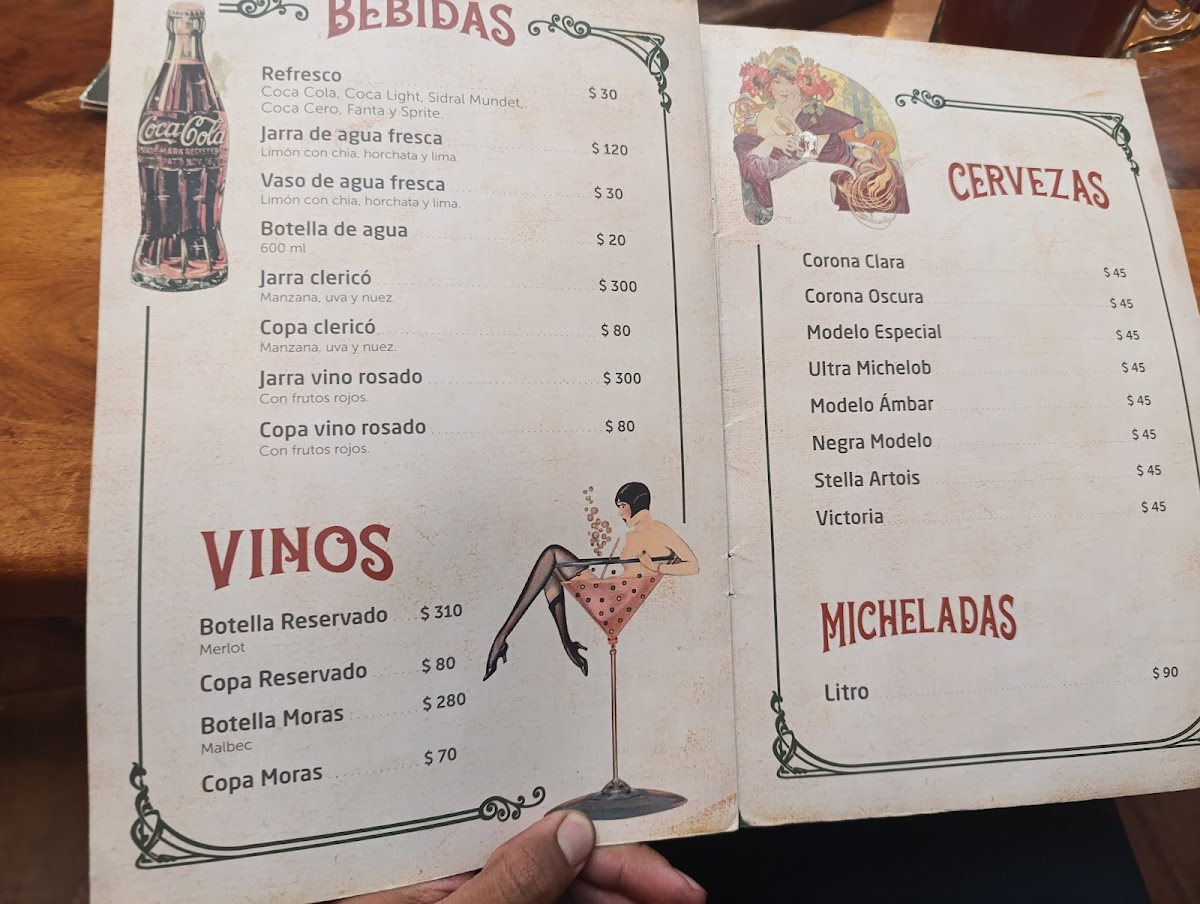 BEBIDAS
Coca-Cola
Refresco $ 30
Coca Cola, Coca Light, Sidral Mundet,
Coca Cero, Fanta y Sprite.
Jarra de agua fresca $ 120
Limón con chia, horchata y lima.
Vaso de agua fresca $ 30
Limón con chia, horchata y lima.
Botella de agua $ 20
600 ml
Jarra clericó $ 300
Manzana, uva y nuez.
Copa clericó $ 80
Manzana, uva y nuez.
Jarra vino rosado $ 300
Con frutos rojos.
Copa vino rosado $ 80
Con frutos rojos.
VINOS
Botella Reservado $ 310
Merlot
Copa Reservado $ 80
Botella Moras $ 280
Malbec
Copa Moras $ 70
CERVEZAS
Corona Clara $ 45
Corona Oscura $ 45
Modelo Especial $ 45
Ultra Michelob $ 45
Modelo Ámbar $ 45
Negra Modelo $ 45
Stella Artois $ 45
Victoria $ 45
MICHELADAS
Litro $ 90